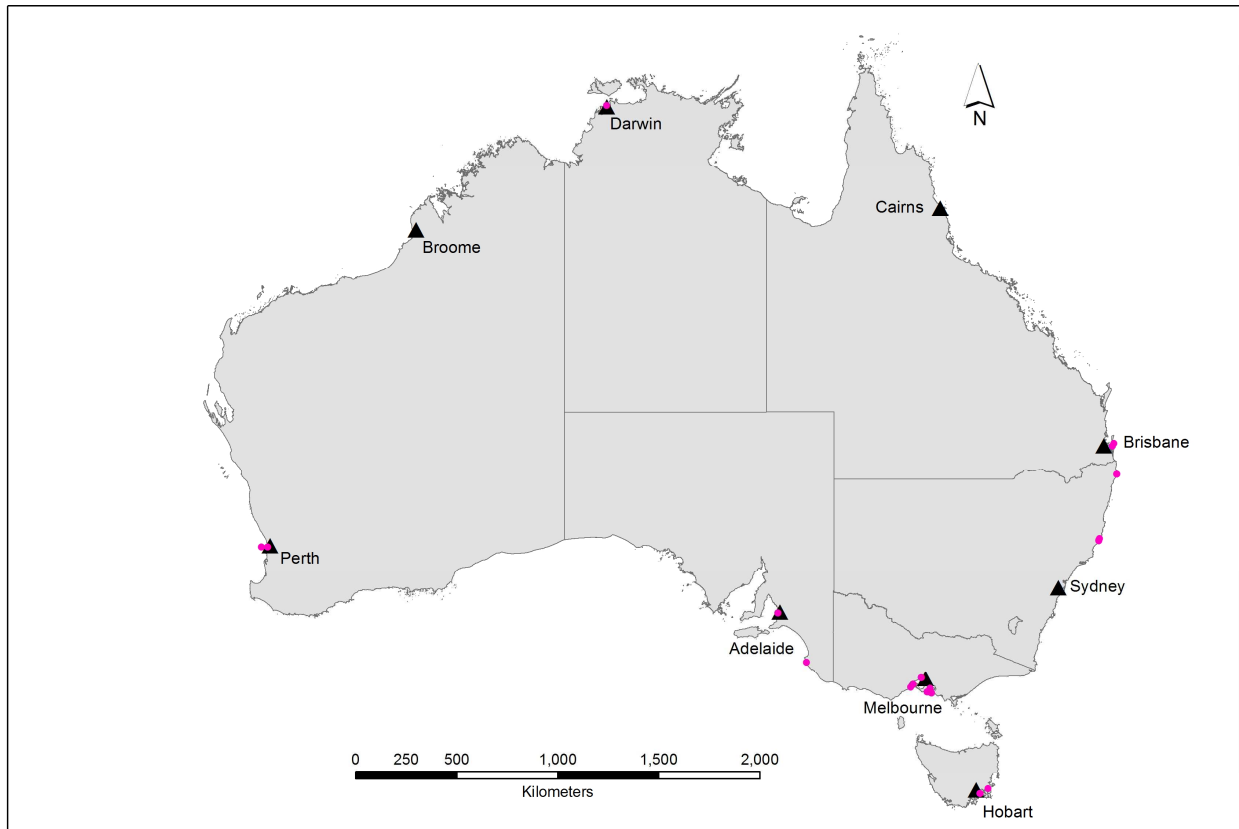 N
Darwin
Cairns
Broome
Brisbane
Perth
Sydney
Adelaide
Melbourne
0 250 500 1,000 1,500 2,000
Kilometers
Hobart